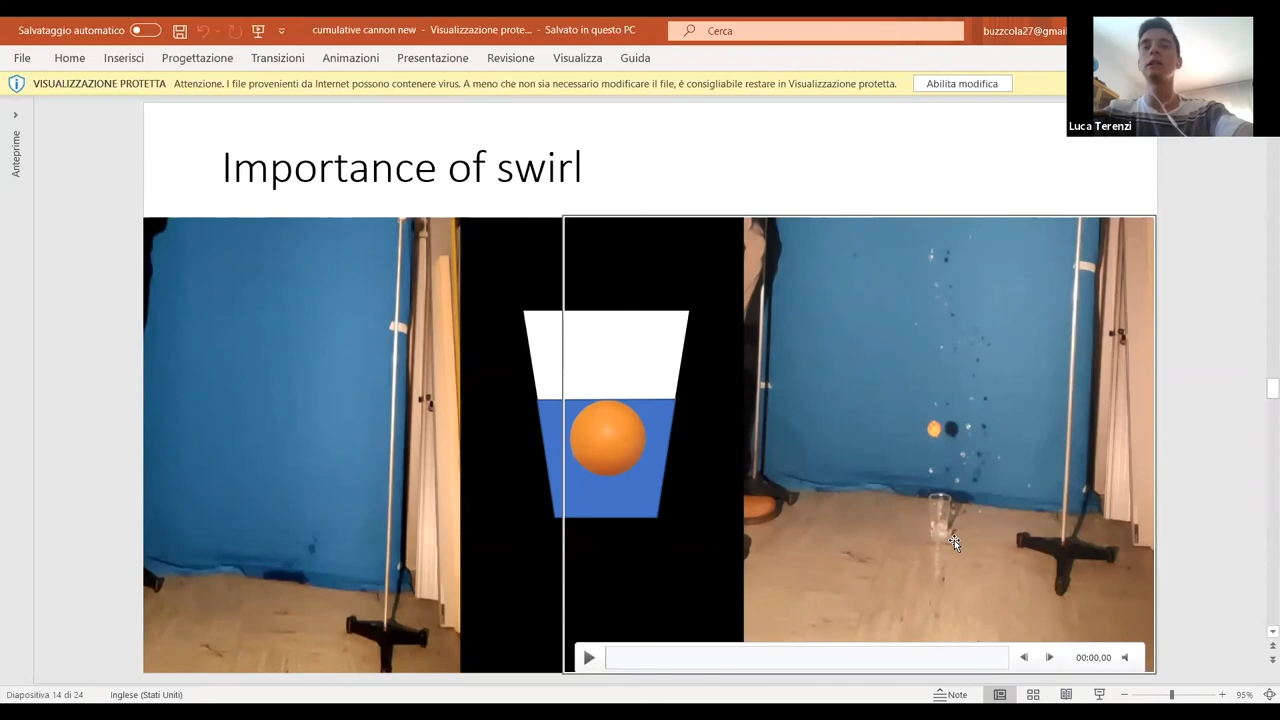 Salvataggio automatico
cumulative cannon new - Visualizzazione prote... - Salvato in questo PC
Cerca
buzzcola27@gmail
File Home Inserisci Progettazione Transizioni Animazioni Presentazione Revisione Visualizza Guida
VISUALIZZAZIONE PROTETTA Attenzione. I file provenienti da Internet possono contenere virus. A meno che non sia necessario modificare il file, è consigliabile restare in Visualizzazione protetta. Abilita modifica
Luca Terenzi
Anteprime
Importance of swirl
00:00,00
Diapositiva 14 di 24 Inglese (Stati Uniti) Note 95%